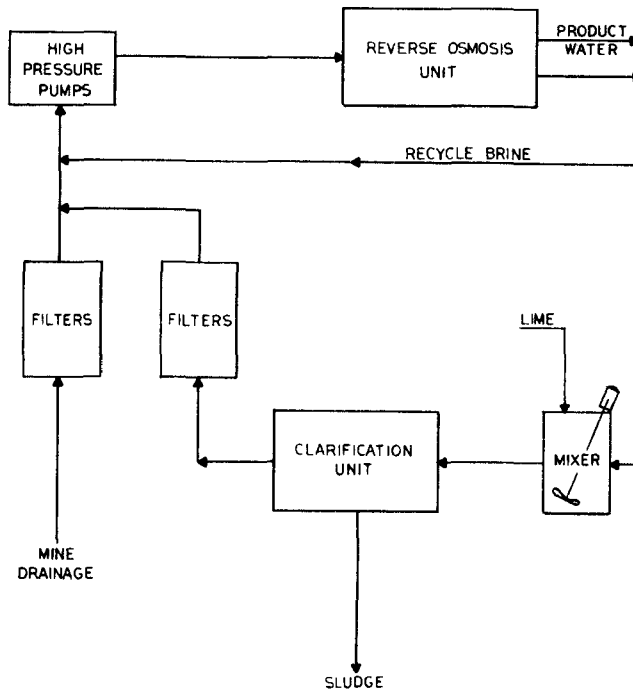 HIGH
PRESSURE
PUMPS
REVERSE OSMOSIS
UNIT
PRODUCT
WATER
RECYCLE BRINE
FILTERS
FILTERS
LIME
CLARIFICATION
UNIT
MIXER
MINE
DRAINAGE
SLUDGE